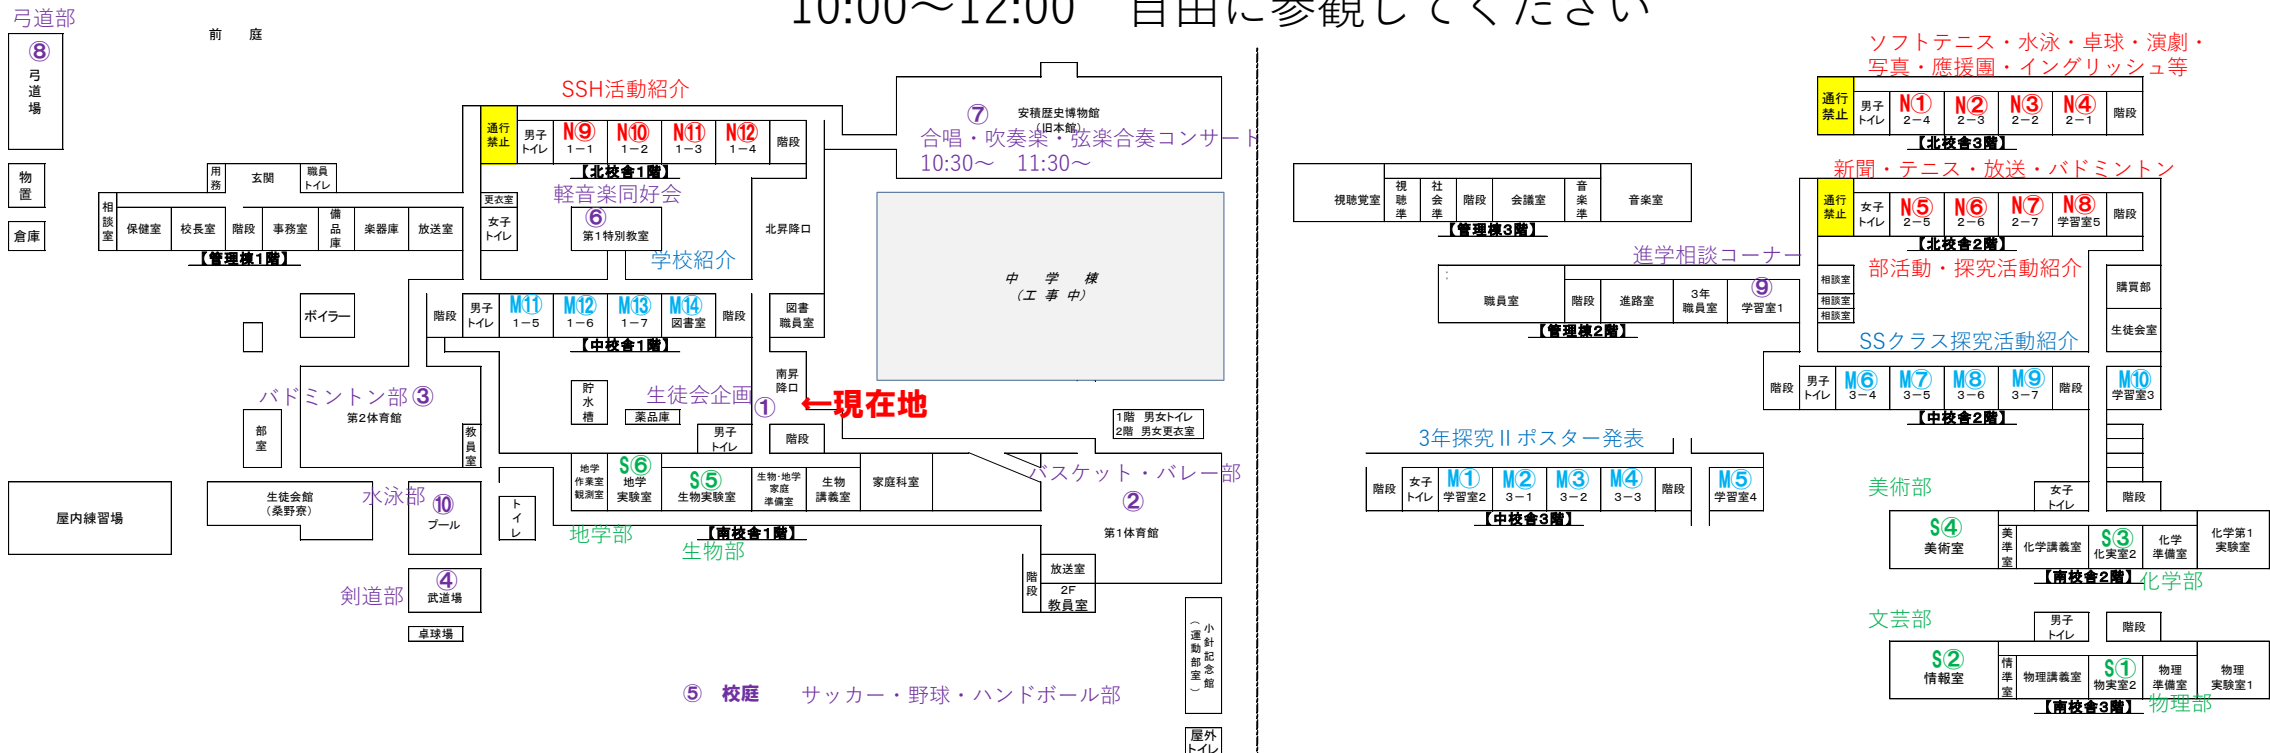 10:00～12:00　自由に参観してください
弓道部
⑧
弓道場
前　庭
物置
倉庫
SSH活動紹介
通行禁止
男子トイレ
N⑨ 1－1
N⑩ 1－2
N⑪ 1－3
N⑫ 1－4
階段
【北校舎1階】
⑦
安積歴史博物館
（旧本館）
合唱・吹奏楽・弦楽合奏コンサート
10:30～　11:30～
用務
玄関
職員トイレ
相談室
保健室
校長室
階段
事務室
備品庫
楽器庫
放送室
【管理棟1階】
更衣室
女子トイレ
軽音楽同好会
⑥
第1特別教室
北昇降口
学校紹介
中　学　棟
（工 事 中）
ボイラー
階段
男子トイレ
M⑪ 1－5
M⑫ 1－6
M⑬ 1－7
M⑭ 図書室
階段
図書職員室
【中校舎1階】
南昇降口
貯水槽
薬品庫
生徒会企画
①
←現在地
バドミントン部③
第2体育館
部室
教員室
男子トイレ
階段
1階 男女トイレ
2階 男女更衣室
地学作業室観測室
S⑥ 地学実験室
S⑤ 生物実験室
生物・地学家庭準備室
生物講義室
家庭科室
【南校舎1階】
地学部
生物部
バスケット・バレー部
②
第1体育館
屋内練習場
生徒会館
（桑野寮）
水泳部
⑩
プール
トイレ
剣道部
④
武道場
卓球場
階段
放送室
2F
教員室
小針記念館
（運動部室）
屋外トイレ
⑤　校庭　サッカー・野球・ハンドボール部
ソフトテニス・水泳・卓球・演劇・
写真・應援團・イングリッシュ等
通行禁止
男子トイレ
N① 2－4
N② 2－3
N③ 2－2
N④ 2－1
階段
【北校舎3階】
新聞・テニス・放送・バドミントン
通行禁止
女子トイレ
N⑤ 2－5
N⑥ 2－6
N⑦ 2－7
N⑧ 学習室5
階段
【北校舎2階】
部活動・探究活動紹介
視聴覚室
視聴準
社会準
階段
会議室
音楽準
音楽室
【管理棟3階】
進学相談コーナー
⑨
職員室
階段
進路室
3年職員室
学習室1
【管理棟2階】
相談室
相談室
相談室
購買部
生徒会室
SSクラス探究活動紹介
階段
男子トイレ
M⑥ 3－4
M⑦ 3－5
M⑧ 3－6
M⑨ 3－7
階段
M⑩ 学習室3
【中校舎2階】
3年探究Ⅱポスター発表
階段
女子トイレ
M① 学習室2
M② 3－1
M③ 3－2
M④ 3－3
階段
M⑤ 学習室4
【中校舎3階】
美術部
女子トイレ
階段
S④ 美術室
美準室
化学講義室
S③ 化実室2
化学準備室
化学第1実験室
【南校舎2階】
化学部
文芸部
男子トイレ
階段
S② 情報室
情準室
物理講義室
S① 物実室2
物理準備室
物理実験室1
【南校舎3階】
物理部